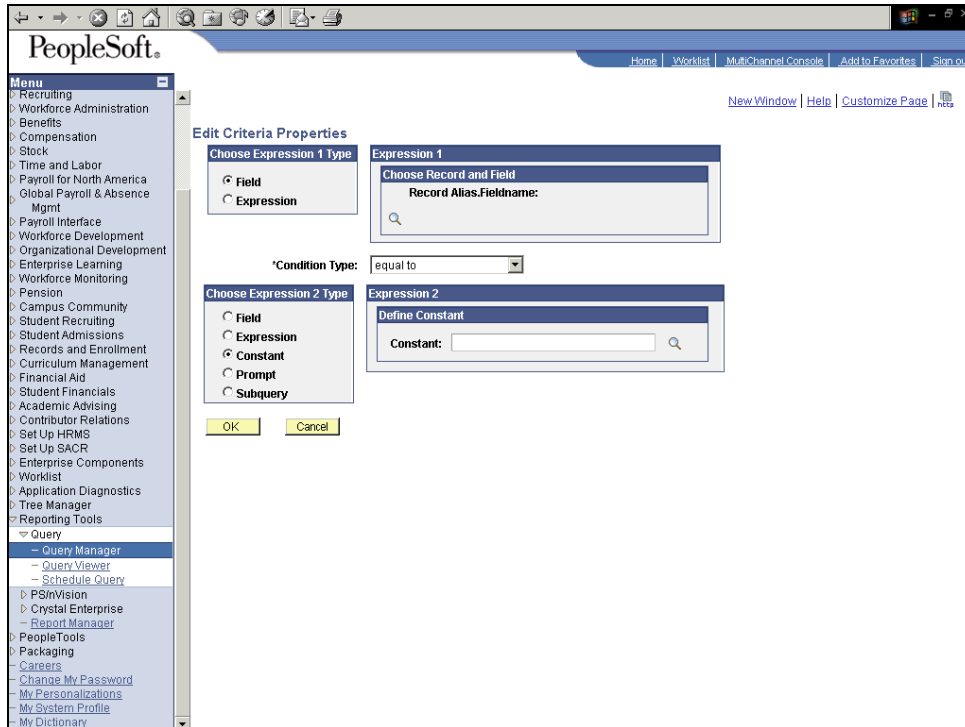 PeopleSoft.
Home | Worklist | MultiChannel Console | Add to Favorites | Sign ou
New Window | Help | Customize Page | http
Menu
Recruiting
Workforce Administration
Benefits
Compensation
Stock
Time and Labor
Payroll for North America
Global Payroll & Absence
Mgmt
Payroll Interface
Workforce Development
Organizational Development
Enterprise Learning
Workforce Monitoring
Pension
Campus Community
Student Recruiting
Student Admissions
Records and Enrollment
Curriculum Management
Financial Aid
Student Financials
Academic Advising
Contributor Relations
Set Up HRMS
Set Up SACR
Enterprise Components
Worklist
Application Diagnostics
Tree Manager
Reporting Tools
Query
Query Manager
Query Viewer
Schedule Query
PS/nVision
Crystal Enterprise
Report Manager
PeopleTools
Packaging
Careers
Change My Password
My Personalizations
My System Profile
My Dictionary
Edit Criteria Properties
Choose Expression 1 Type
Field
Expression
Expression 1
Choose Record and Field
Record Alias.Fieldname:
*Condition Type: equal to
Choose Expression 2 Type
Field
Expression
Constant
Prompt
Subquery
Expression 2
Define Constant
Constant:
OK Cancel